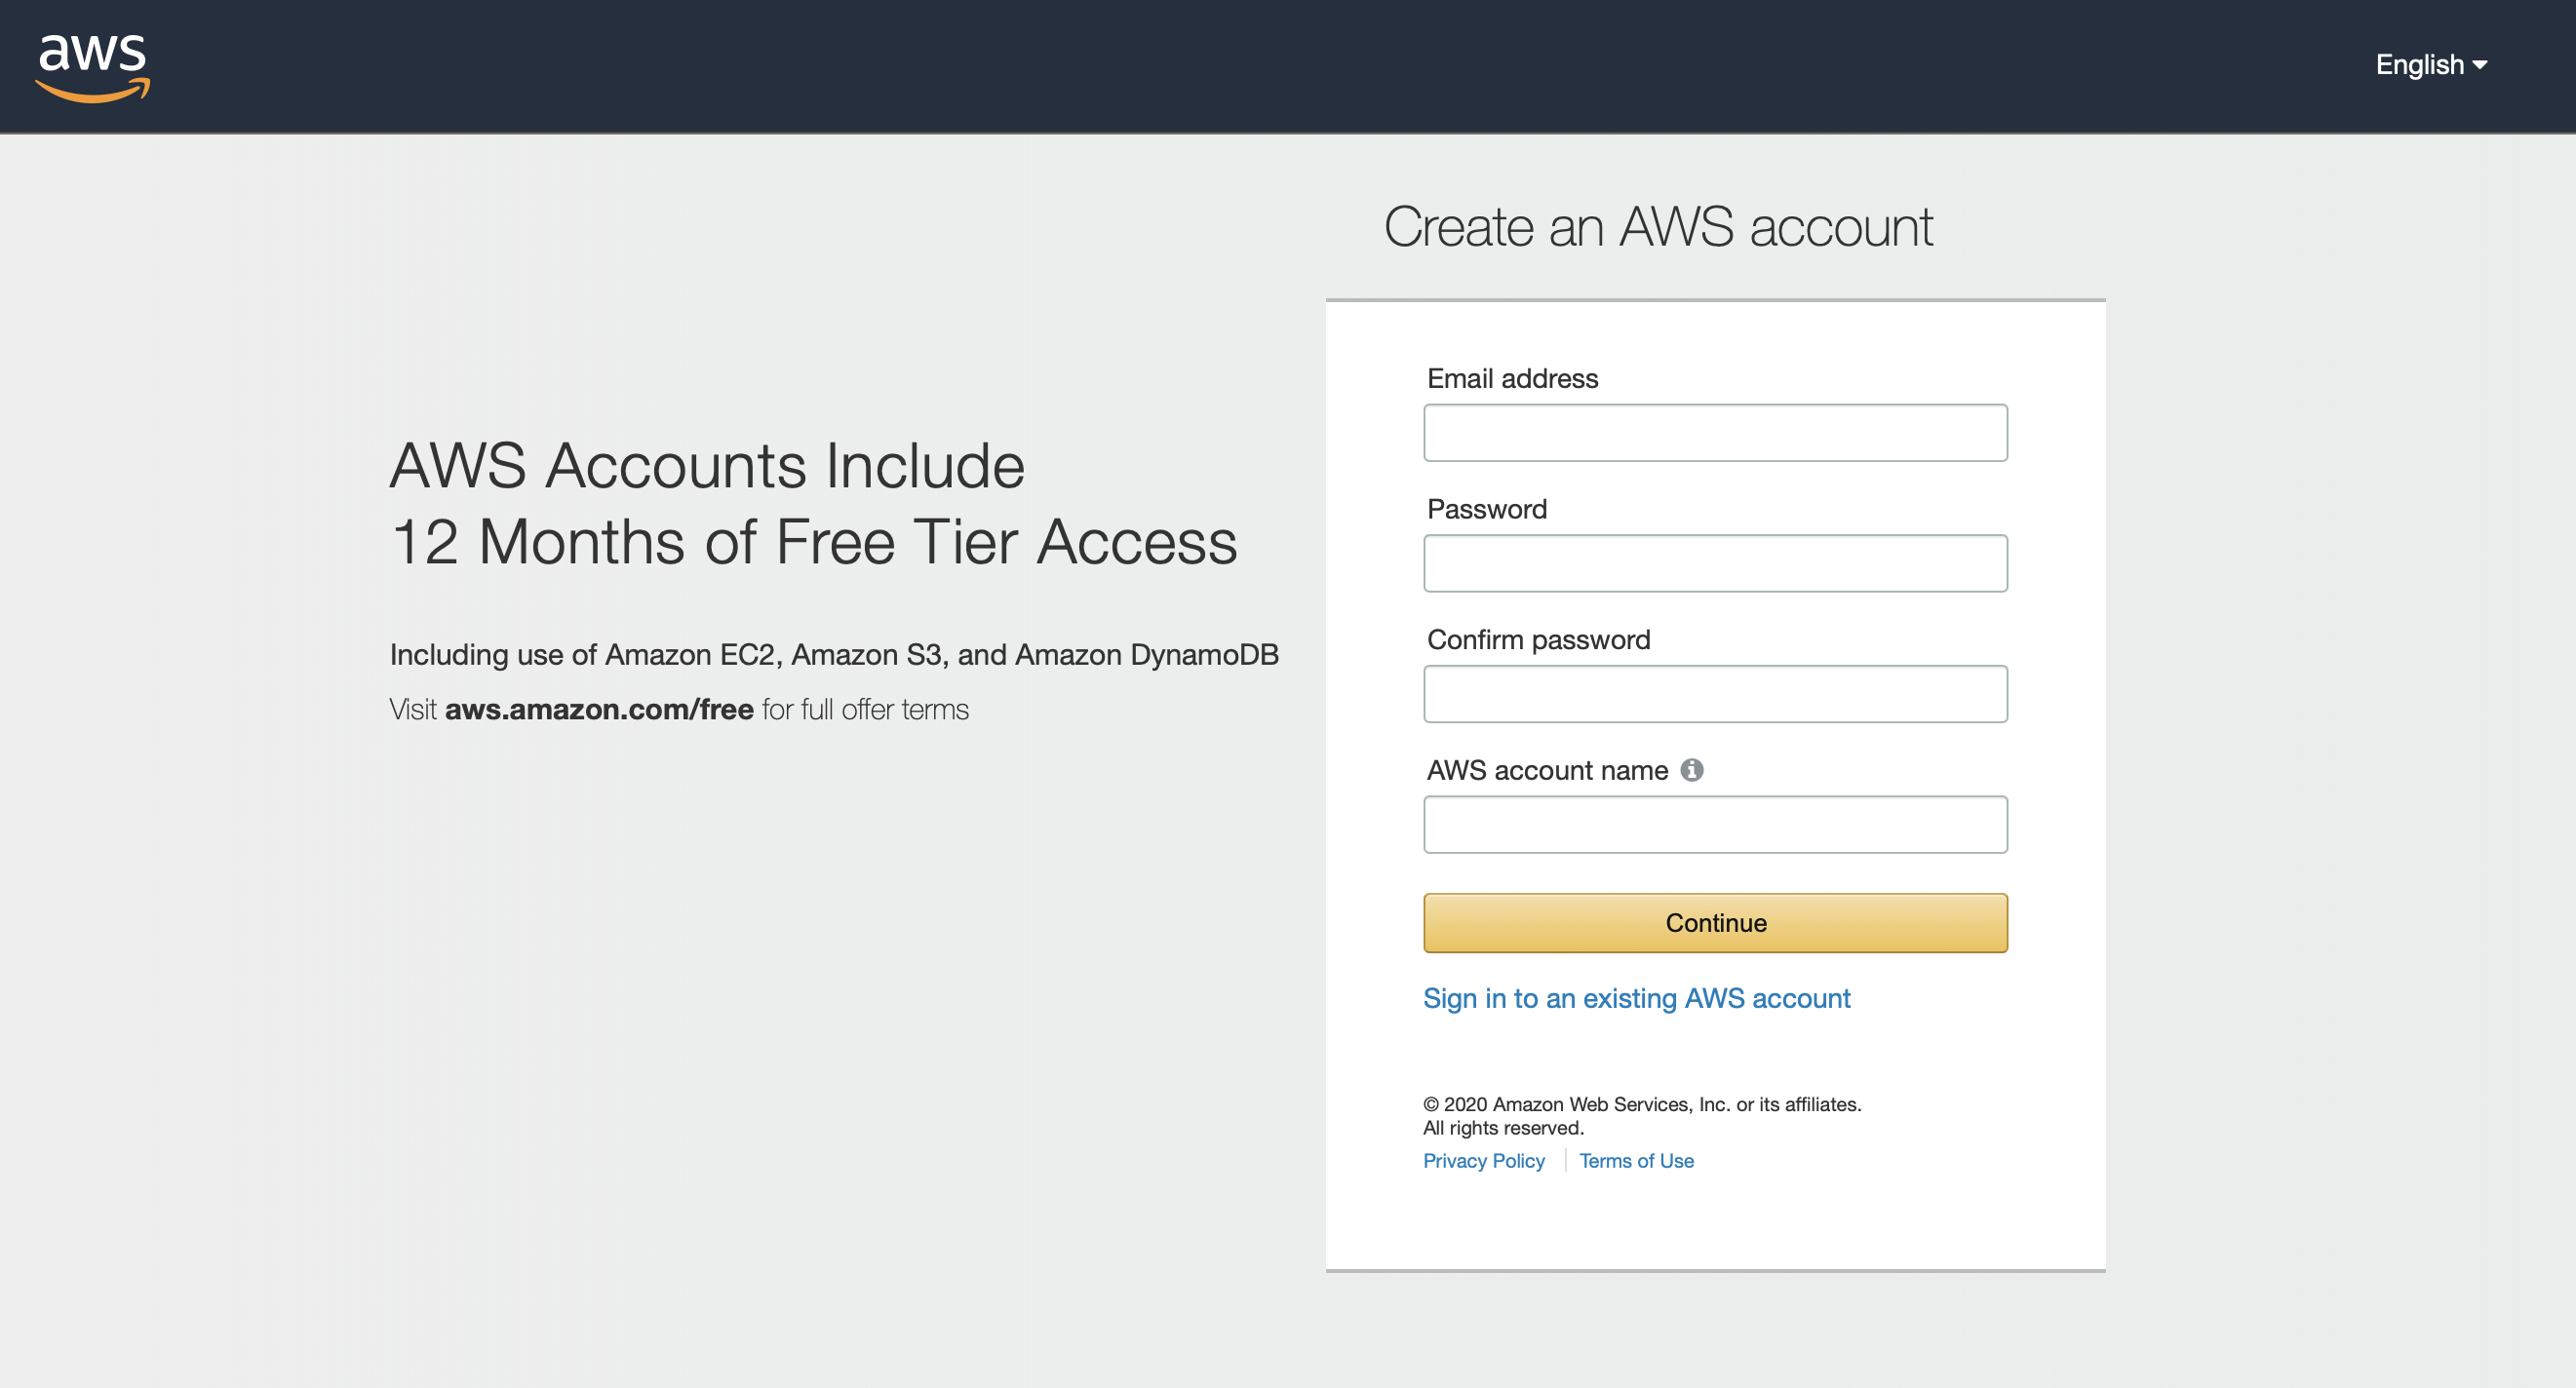 aws
English
Create an AWS account
AWS Accounts Include
12 Months of Free Tier Access
Including use of Amazon EC2, Amazon S3, and Amazon DynamoDB
Visit aws.amazon.com/free for full offer terms
Email address
Password
Confirm password
AWS account name
Continue
Sign in to an existing AWS account
© 2020 Amazon Web Services, Inc. or its affiliates.
All rights reserved.
Privacy Policy | Terms of Use